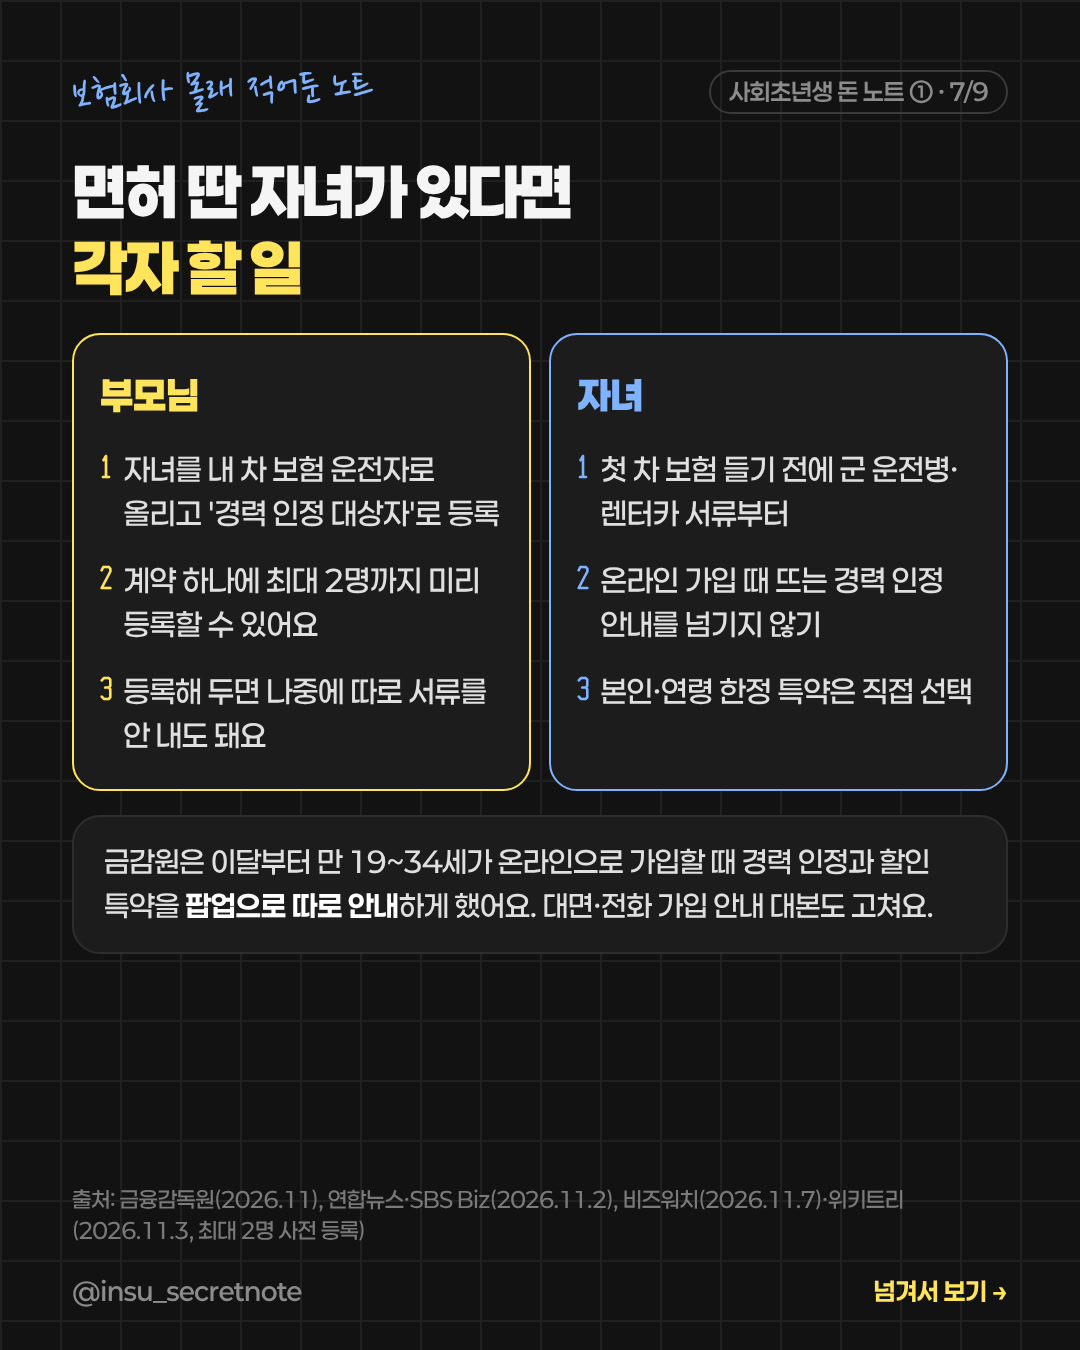 보험회사 몰래 적어둔 노트
사회초년생 돈 노트 ① · 7/9
면허 딴 자녀가 있다면
각자 할 일
부모님
1 자녀를 내 차 보험 운전자로
올리고 '경력 인정 대상자'로 등록
2 계약 하나에 최대 2명까지 미리
등록할 수 있어요
3 등록해 두면 나중에 따로 서류를
안 내도 돼요
자녀
1 첫 차 보험 들기 전에 군 운전병·
렌터카 서류부터
2 온라인 가입 때 뜨는 경력 인정
안내를 넘기지 않기
3 본인·연령 한정 특약은 직접 선택
금감원은 이달부터 만 19~34세가 온라인으로 가입할 때 경력 인정과 할인
특약을 팝업으로 따로 안내하게 했어요. 대면·전화 가입 안내 대본도 고쳐요.
출처: 금융감독원(2026.11), 연합뉴스·SBS Biz(2026.11.2), 비즈워치(2026.11.7)·위키트리
(2026.11.3, 최대 2명 사전 등록)
@insu_secretnote
넘겨서 보기 →